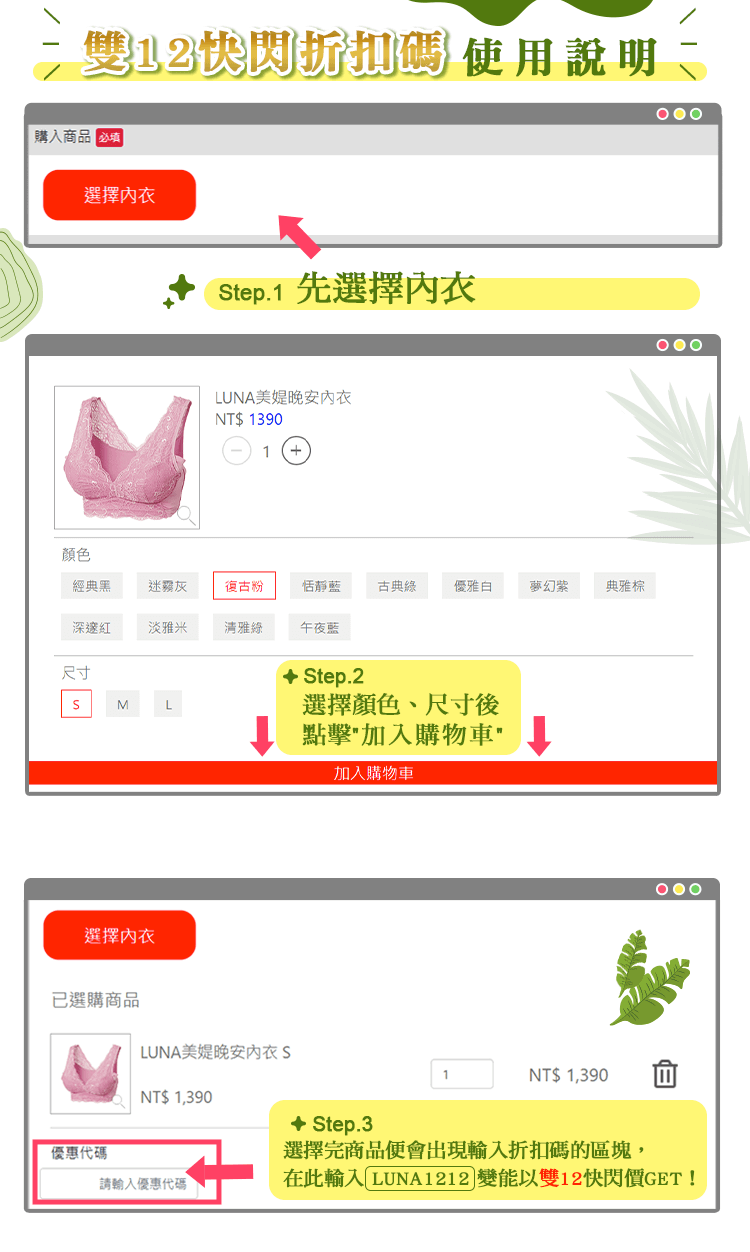 雙12快閃折扣碼 使用說明
購入商品 必填
選擇內衣
Step.1 先選擇內衣
LUNA美媞晚安內衣
NT$ 1390
1
顏色
經典黑 迷霧灰 復古粉 恬靜藍 古典綠 優雅白 夢幻紫 典雅棕
深邃紅 淡雅米 清雅綠 午夜藍
尺寸
S M L
Step.2
選擇顏色、尺寸後
點擊"加入購物車"
加入購物車
選擇內衣
已選購商品
LUNA美媞晚安內衣 S
NT$ 1,390
1
NT$ 1,390
優惠代碼
請輸入優惠代碼
Step.3
選擇完商品便會出現輸入折扣碼的區塊，
在此輸入 LUNA1212 變能以雙12快閃價GET！